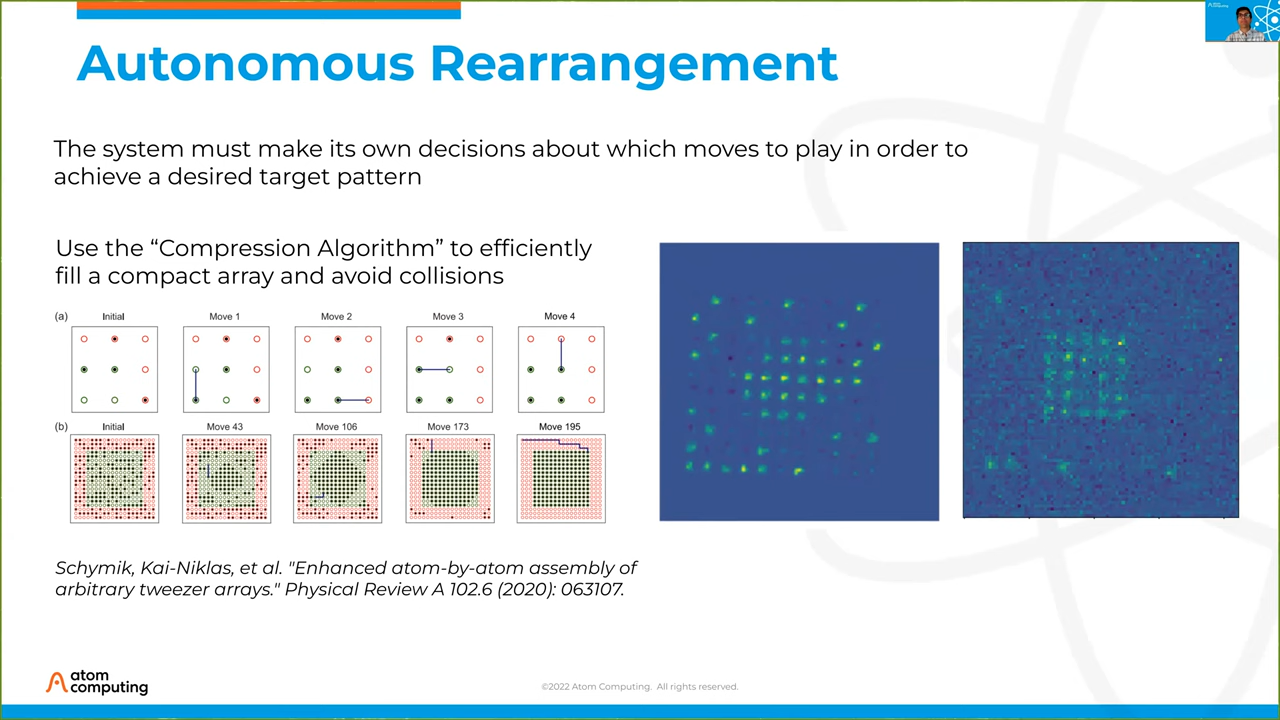 Autonomous Rearrangement
The system must make its own decisions about which moves to play in order to
achieve a desired target pattern
Use the “Compression Algorithm” to efficiently
fill a compact array and avoid collisions
(a) Initial Move 1 Move 2 Move 3 Move 4
(b) Initial Move 43 Move 106 Move 173 Move 195
Schymik, Kai-Niklas, et al. "Enhanced atom-by-atom assembly of
arbitrary tweezer arrays." Physical Review A 102.6 (2020): 063107.
atom
computing
©2022 Atom Computing. All rights reserved.